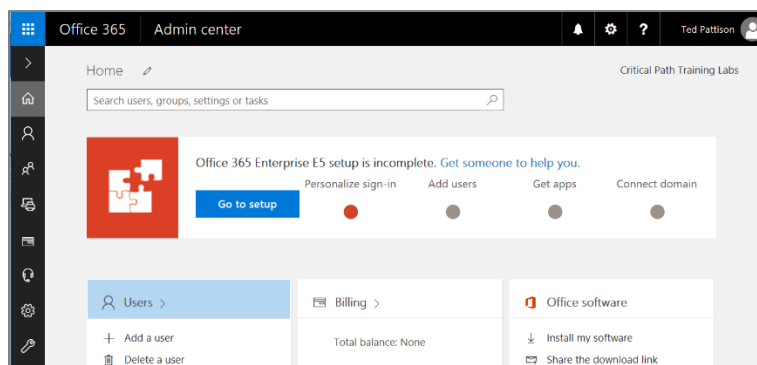 Office 365 Admin center ? Ted Pattison
Home Critical Path Training Labs
Search users, groups, settings or tasks
Office 365 Enterprise E5 setup is incomplete. Get someone to help you.
Personalize sign-in Add users Get apps Connect domain
Go to setup
Users >
Add a user
Delete a user
Billing >
Total balance: None
Office software
Install my software
Share the download link